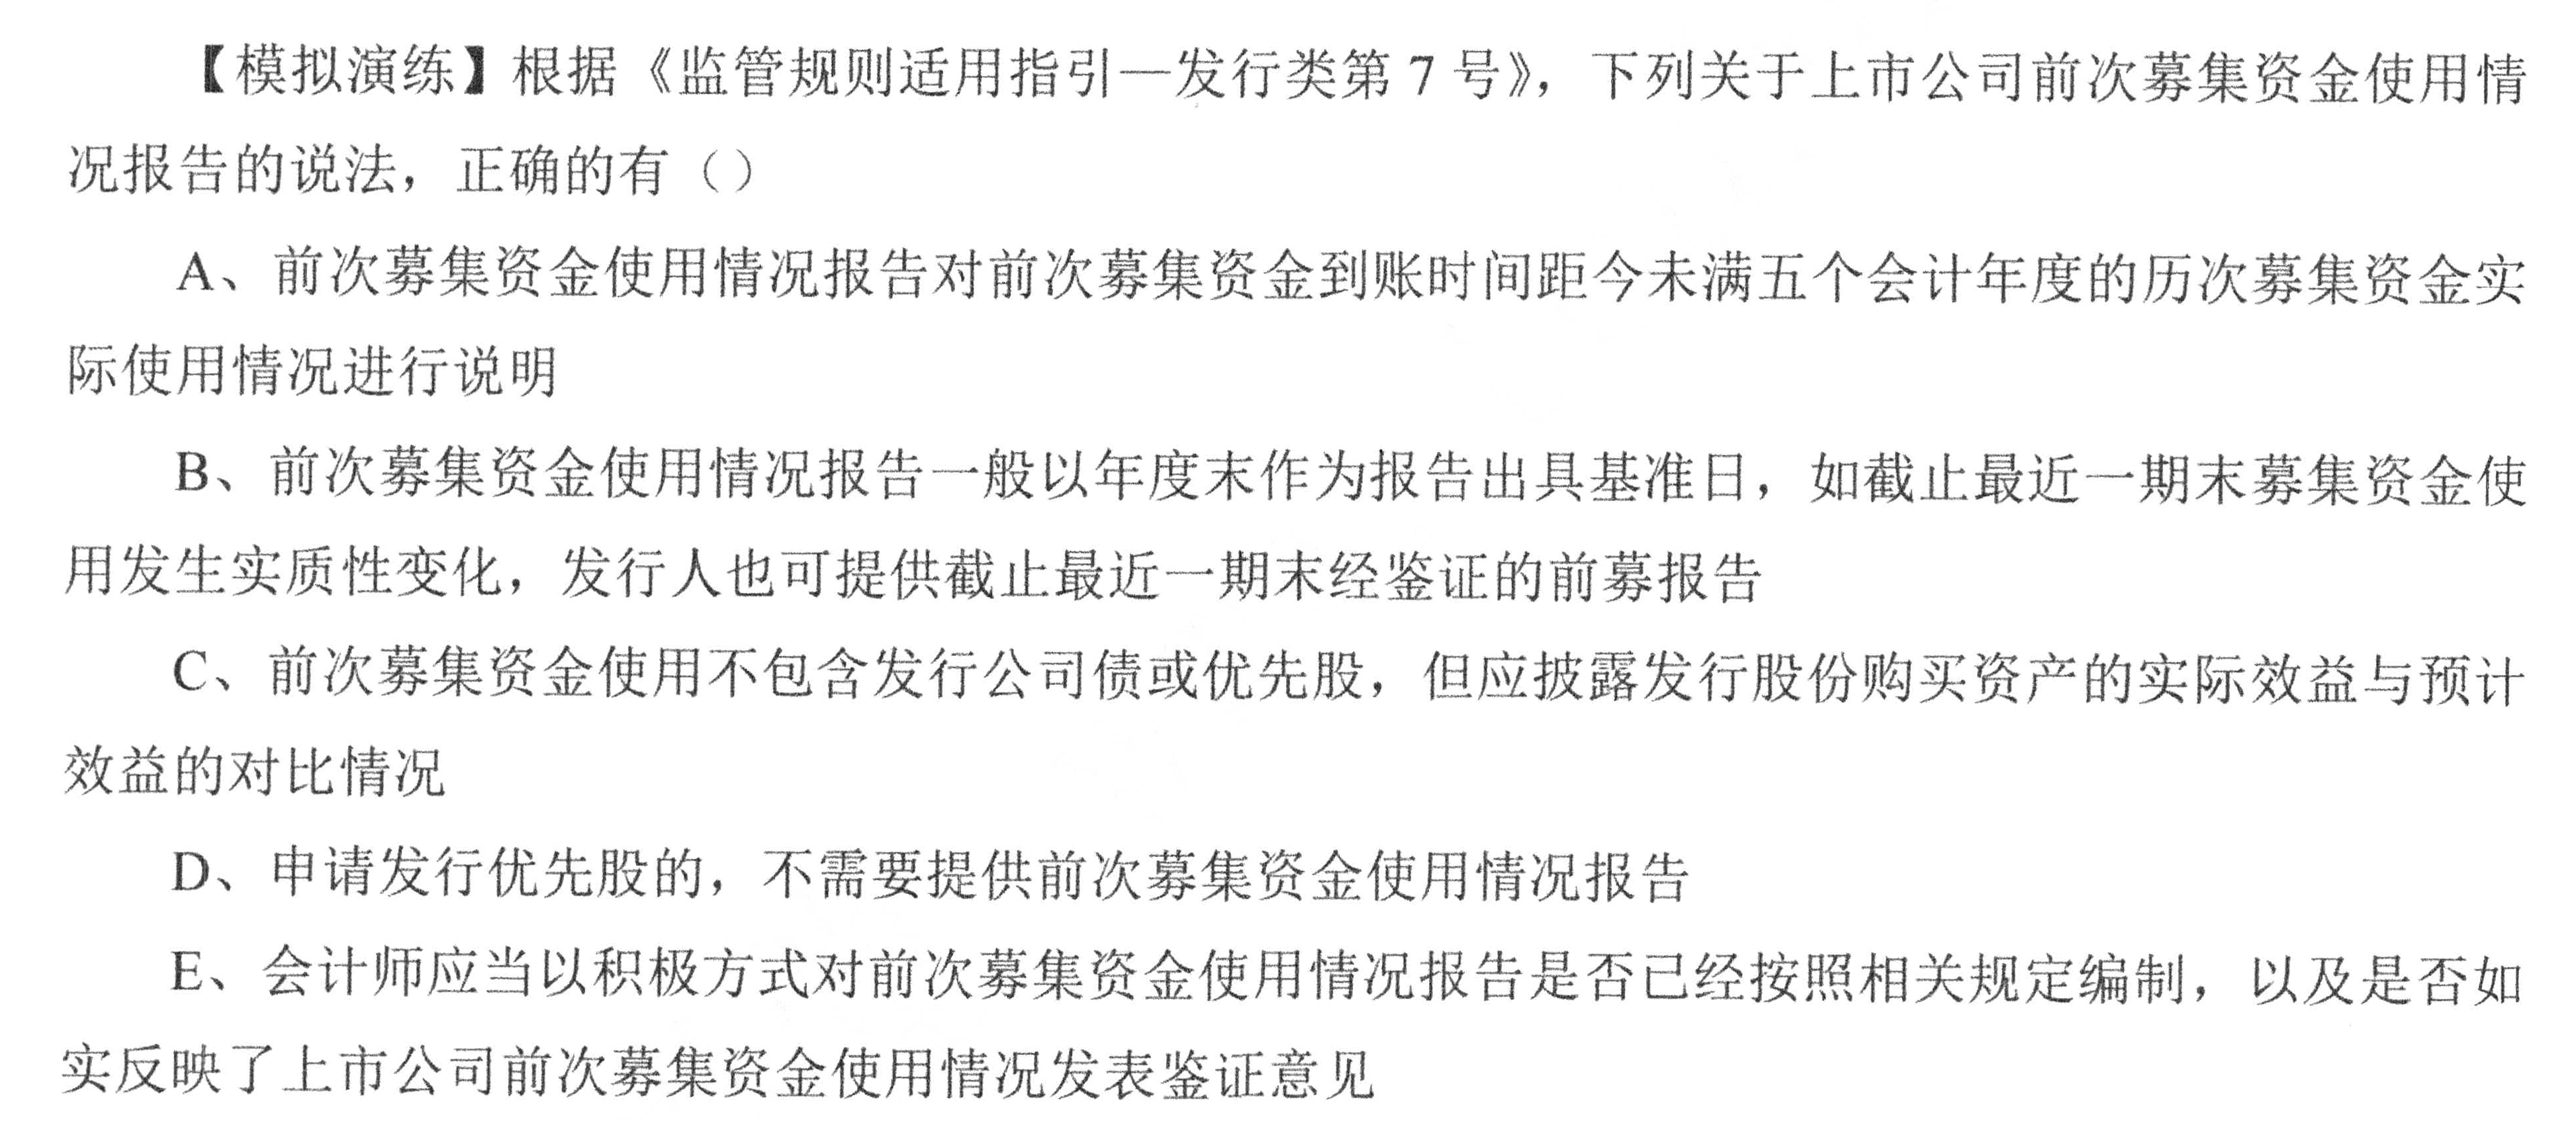 【模拟演练】根据《监管规则适用指引—发行类第 7 号》，下列关于上市公司前次募集资金使用情
况报告的说法，正确的有（）
A、前次募集资金使用情况报告对前次募集资金到账时间距今未满五个会计年度的历次募集资金实
际使用情况进行说明
B、前次募集资金使用情况报告一般以年度末作为报告出具基准日，如截止最近一期末募集资金使
用发生实质性变化，发行人也可提供截止最近一期末经鉴证的前募报告
C、前次募集资金使用不包含发行公司债或优先股，但应披露发行股份购买资产的实际效益与预计
效益的对比情况
D、申请发行优先股的，不需要提供前次募集资金使用情况报告
E、会计师应当以积极方式对前次募集资金使用情况报告是否已经按照相关规定编制，以及是否如
实反映了上市公司前次募集资金使用情况发表鉴证意见